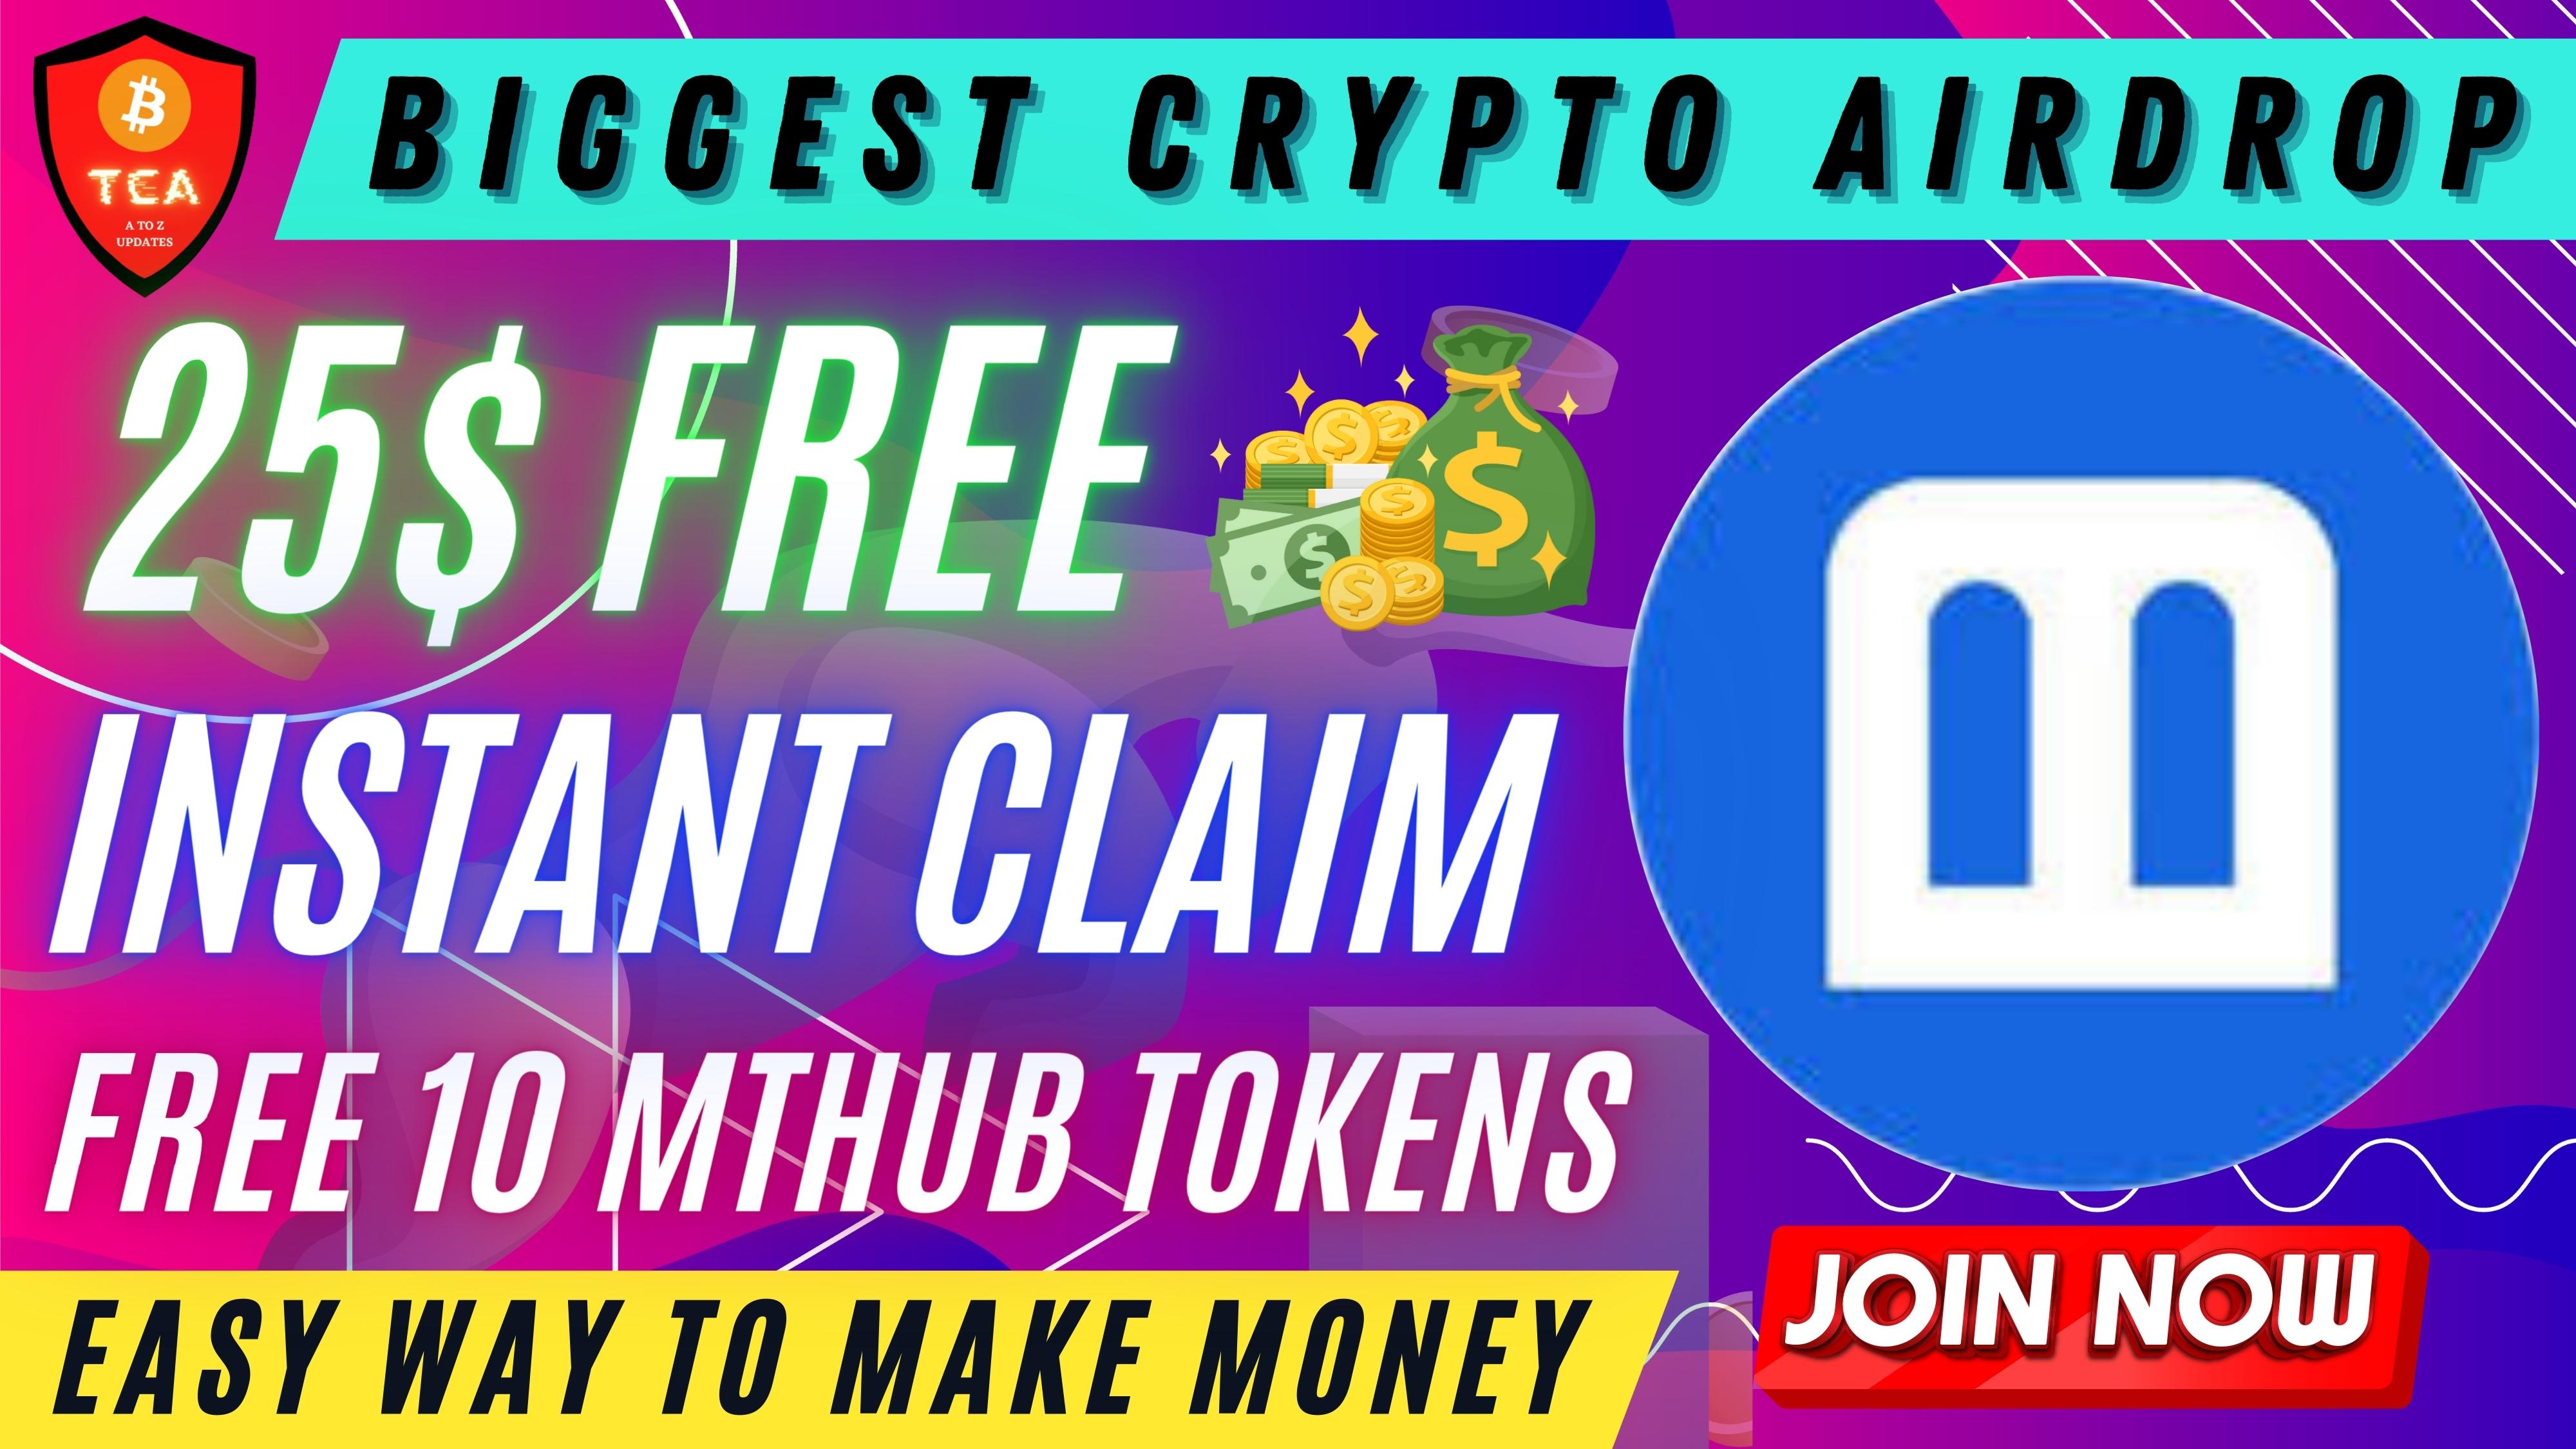 BIGGEST CRYPTO AIRDROP
TCA
A TO Z
UPDATES
25$ FREE
INSTANT CLAIM
FREE 10 MTHUB TOKENS
EASY WAY TO MAKE MONEY
JOIN NOW